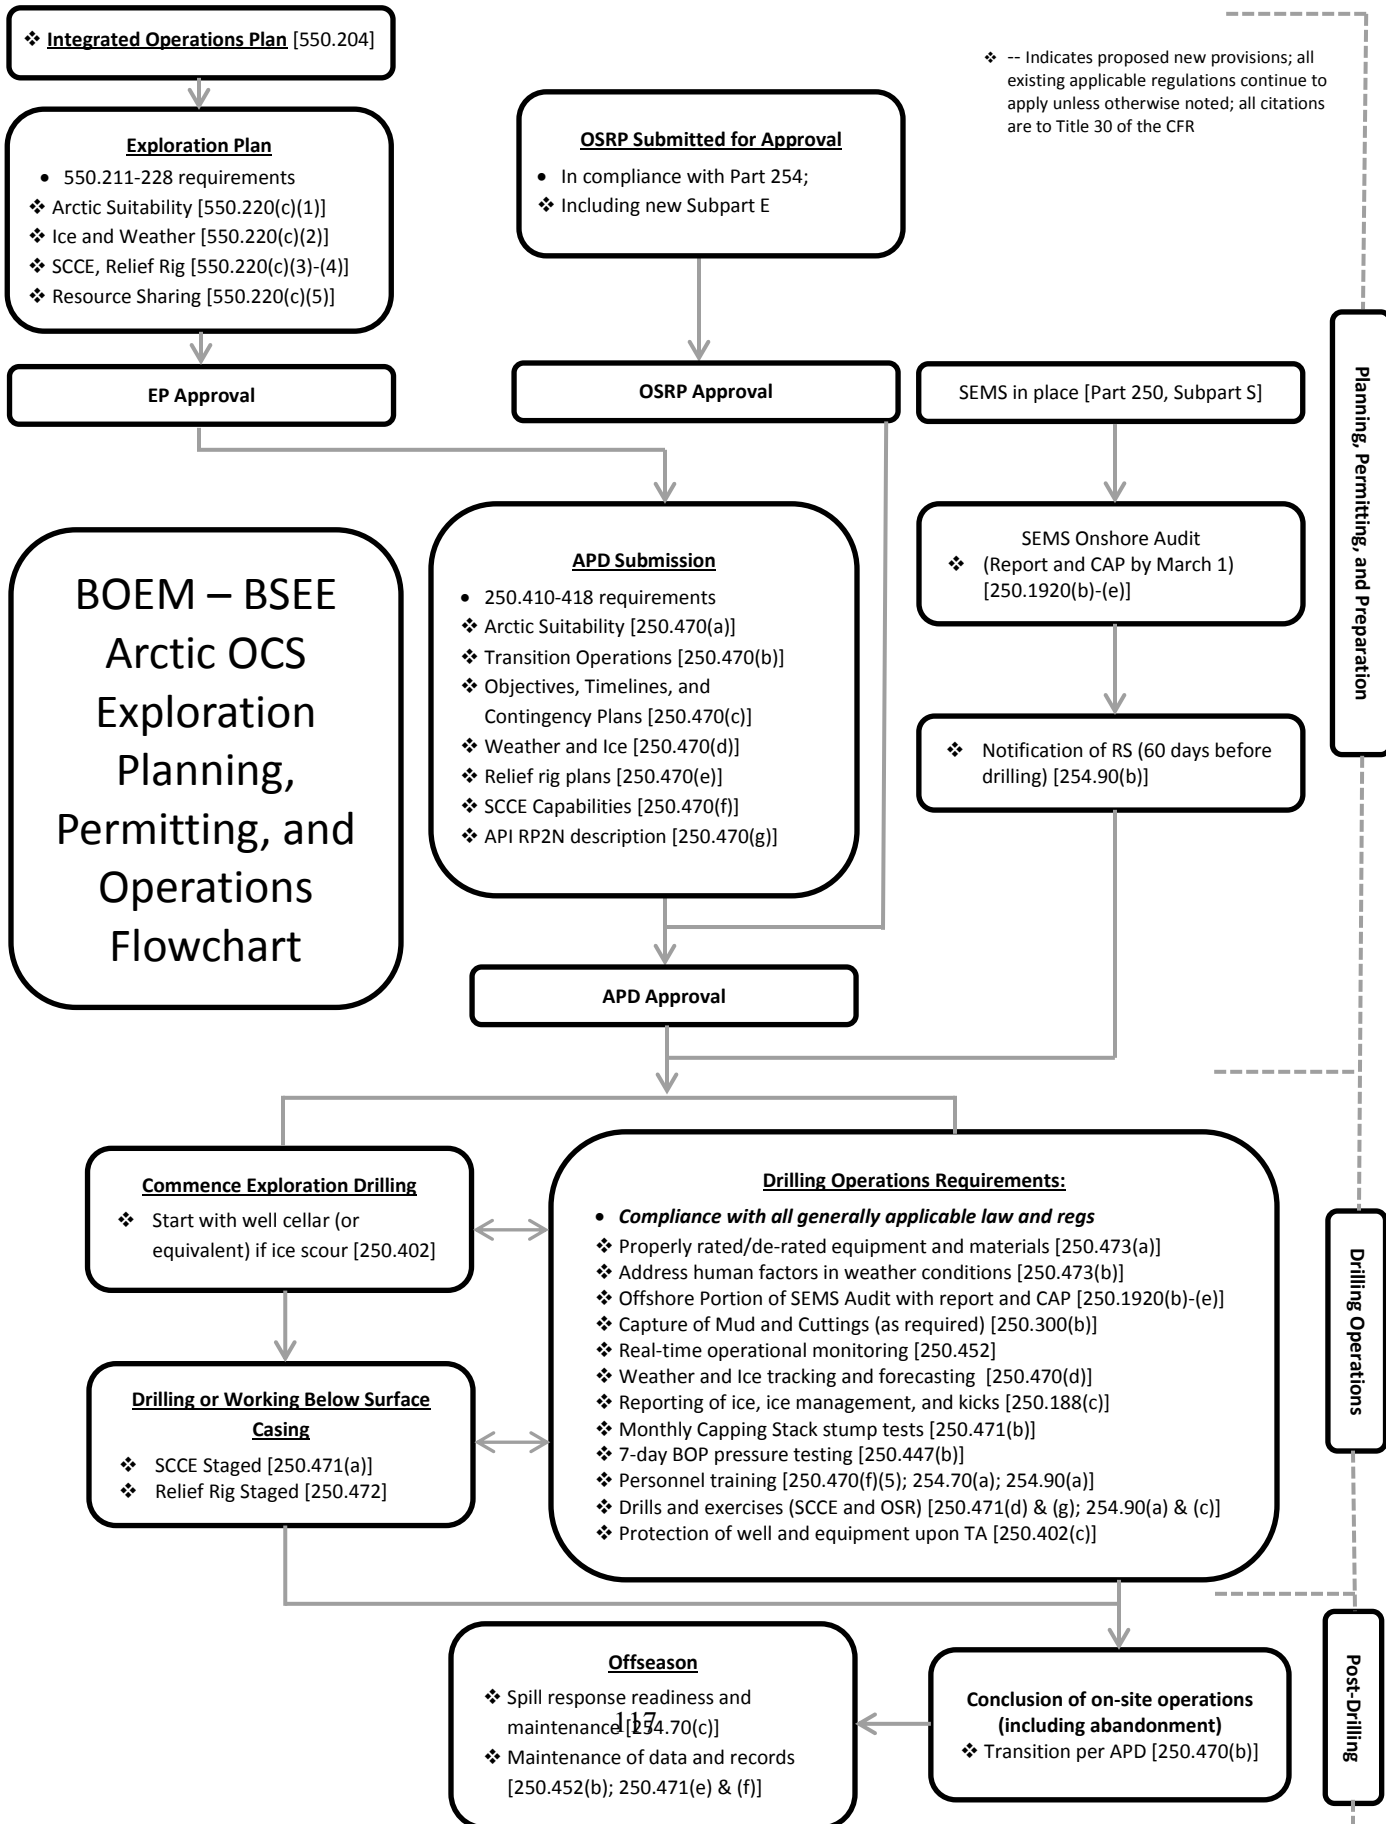 ❖ Integrated Operations Plan [550.204]
❖ -- Indicates proposed new provisions; all
existing applicable regulations continue to
apply unless otherwise noted; all citations
are to Title 30 of the CFR
Exploration Plan
• 550.211-228 requirements
❖ Arctic Suitability [550.220(c)(1)]
❖ Ice and Weather [550.220(c)(2)]
❖ SCCE, Relief Rig [550.220(c)(3)-(4)]
❖ Resource Sharing [550.220(c)(5)]
OSRP Submitted for Approval
• In compliance with Part 254;
❖ Including new Subpart E
EP Approval
OSRP Approval
SEMS in place [Part 250, Subpart S]
Planning, Permitting, and Preparation
BOEM – BSEE
Arctic OCS
Exploration
Planning,
Permitting, and
Operations
Flowchart
APD Submission
• 250.410-418 requirements
❖ Arctic Suitability [250.470(a)]
❖ Transition Operations [250.470(b)]
❖ Objectives, Timelines, and
Contingency Plans [250.470(c)]
❖ Weather and Ice [250.470(d)]
❖ Relief rig plans [250.470(e)]
❖ SCCE Capabilities [250.470(f)]
❖ API RP2N description [250.470(g)]
SEMS Onshore Audit
❖ (Report and CAP by March 1)
[250.1920(b)-(e)]
❖ Notification of RS (60 days before
drilling) [254.90(b)]
APD Approval
Commence Exploration Drilling
❖ Start with well cellar (or
equivalent) if ice scour [250.402]
Drilling or Working Below Surface
Casing
❖ SCCE Staged [250.471(a)]
❖ Relief Rig Staged [250.472]
Drilling Operations Requirements:
• Compliance with all generally applicable law and regs
❖ Properly rated/de-rated equipment and materials [250.473(a)]
❖ Address human factors in weather conditions [250.473(b)]
❖ Offshore Portion of SEMS Audit with report and CAP [250.1920(b)-(e)]
❖ Capture of Mud and Cuttings (as required) [250.300(b)]
❖ Real-time operational monitoring [250.452]
❖ Weather and Ice tracking and forecasting [250.470(d)]
❖ Reporting of ice, ice management, and kicks [250.188(c)]
❖ Monthly Capping Stack stump tests [250.471(b)]
❖ 7-day BOP pressure testing [250.447(b)]
❖ Personnel training [250.470(f)(5); 254.70(a); 254.90(a)]
❖ Drills and exercises (SCCE and OSR) [250.471(d) & (g); 254.90(a) & (c)]
❖ Protection of well and equipment upon TA [250.402(c)]
Drilling Operations
Offseason
❖ Spill response readiness and
maintenance [254.70(c)]
❖ Maintenance of data and records
[250.452(b); 250.471(e) & (f)]
117
Conclusion of on-site operations
(including abandonment)
❖ Transition per APD [250.470(b)]
Post-Drilling